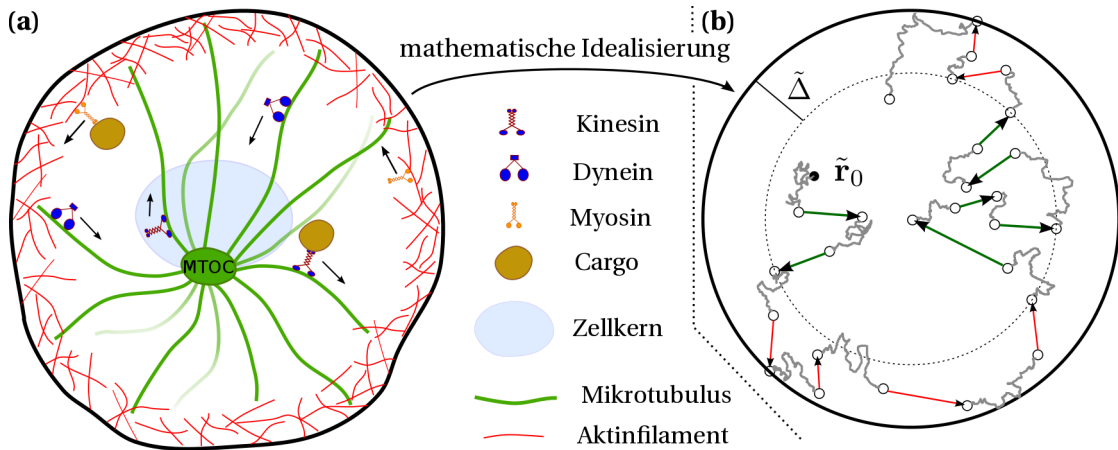 (a)
mathematische Idealisierung
(b)
Δ̃
Kinesin
Dynein
r̃₀
Myosin
Cargo
MTOC
Zellkern
Mikrotubulus
Aktinfilament